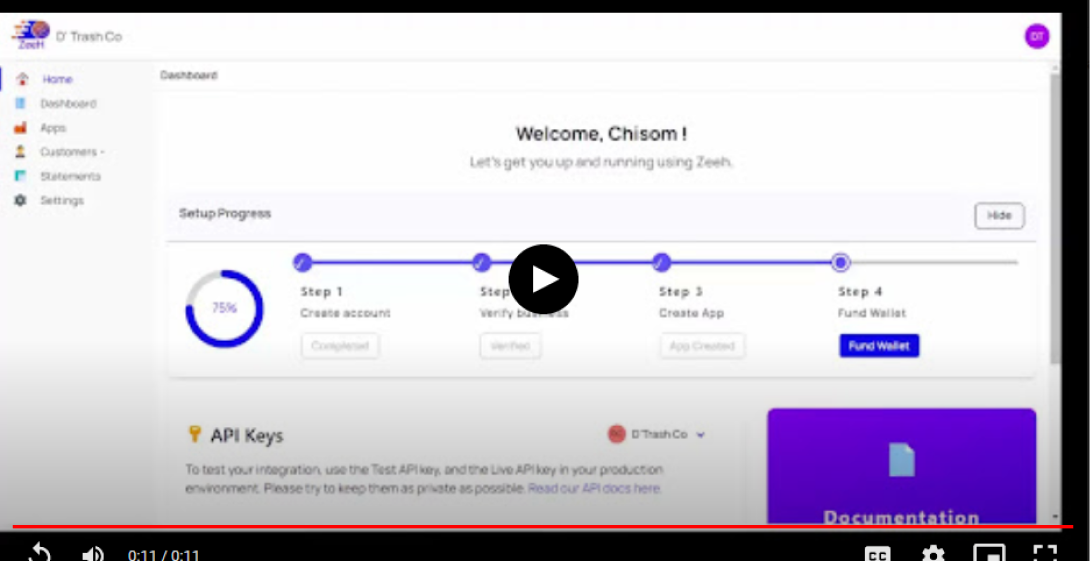 ZeeH D' Trash Co
DT
Home
Dashboard
Apps
Customers -
Statements
Settings
Dashboard
Welcome, Chisom !
Let's get you up and running using Zeeh.
Setup Progress
Hide
75%
Step 1
Create account
Completed
Step
Verify business
Verified
Step 3
Create App
App Created
Step 4
Fund Wallet
Fund Wallet
API Keys
D'Trash Co
To test your integration, use the Test API key, and the Live API key in your production
environment. Please try to keep them as private as possible. Read our API docs here.
Documentation
0:11 / 0:11
CC